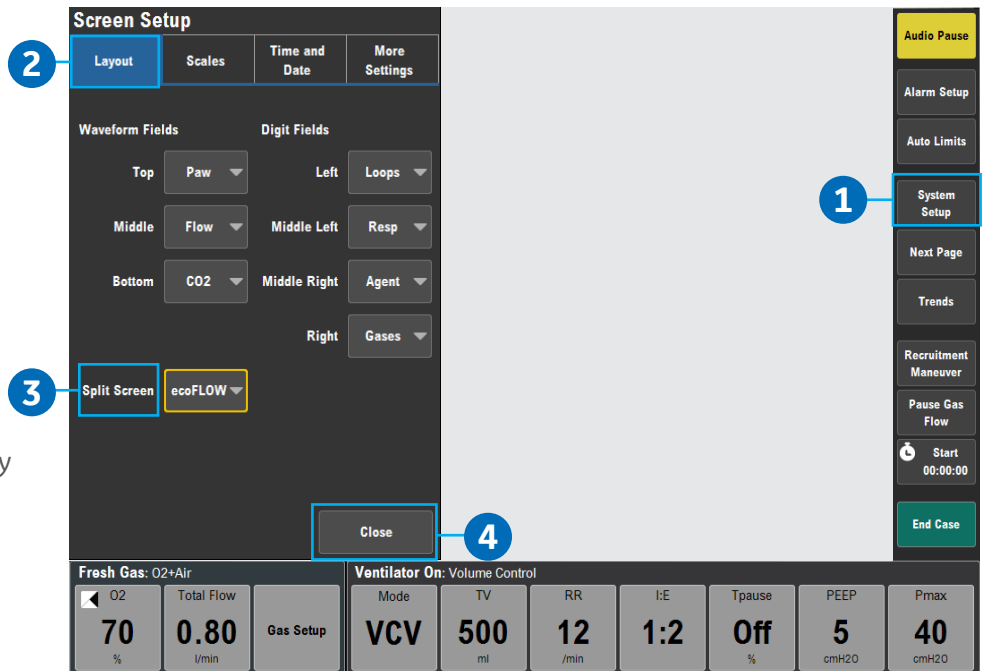 Screen Setup
Layout
Scales
Time and
Date
More
Settings
2
Waveform Fields
Digit Fields
Top
Paw
Left
Loops
Middle
Flow
Middle Left
Resp
Bottom
CO2
Middle Right
Agent
Right
Gases
3
Split Screen
ecoFLOW
y
Close
4
Audio Pause
Alarm Setup
Auto Limits
1
System
Setup
Next Page
Trends
Recruitment
Maneuver
Pause Gas
Flow
Start
00:00:00
End Case
Fresh Gas: O2+Air
Ventilator On: Volume Control
O2
70
%
Total Flow
0.80
l/min
Gas Setup
Mode
VCV
TV
500
ml
RR
12
/min
I:E
1:2
Tpause
Off
%
PEEP
5
cmH2O
Pmax
40
cmH2O